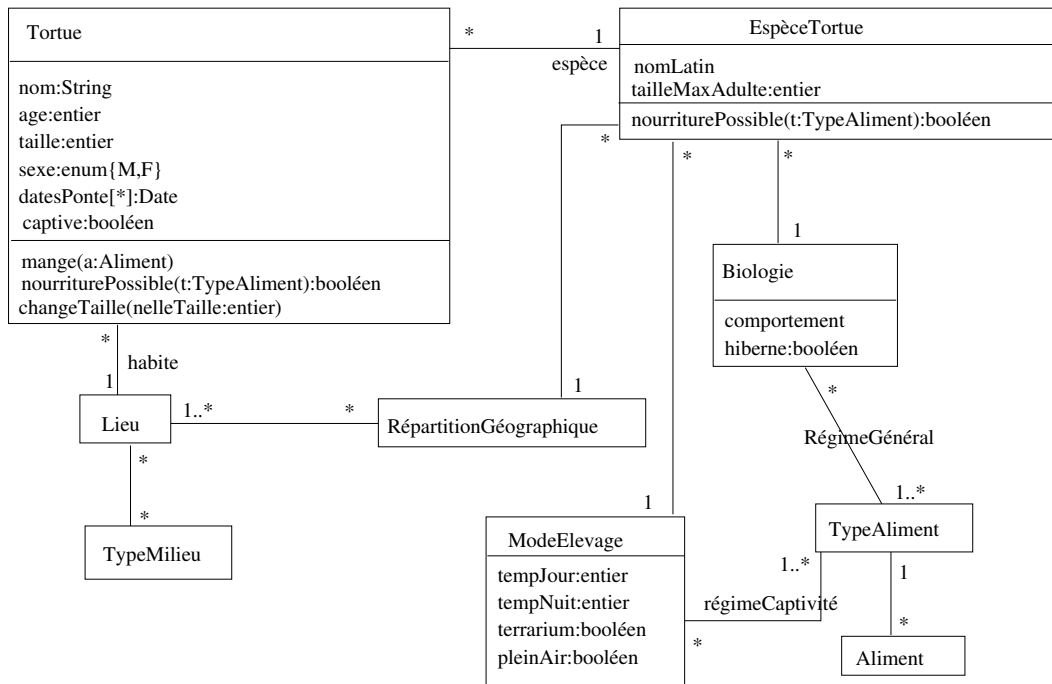 Tortue
nom:String
age:entier
taille:entier
sexe:enum{M,F}
datesPonte[*]:Date
captive:booléen
mange(a:Aliment)
nourriturePossible(t:TypeAliment):booléen
changeTaille(nelleTaille:entier)
*
1
espèce
EspèceTortue
nomLatin
tailleMaxAdulte:entier
nourriturePossible(t:TypeAliment):booléen
*
*
*
1
Biologie
comportement
hiberne:booléen
*
habite
1
Lieu
1..*
*
1
RépartitionGéographique
*
RégimeGénéral
1..*
*
*
TypeMilieu
1
ModeElevage
tempJour:entier
tempNuit:entier
terrarium:booléen
pleinAir:booléen
TypeAliment
1..*
régimeCaptivité
*
1
*
Aliment